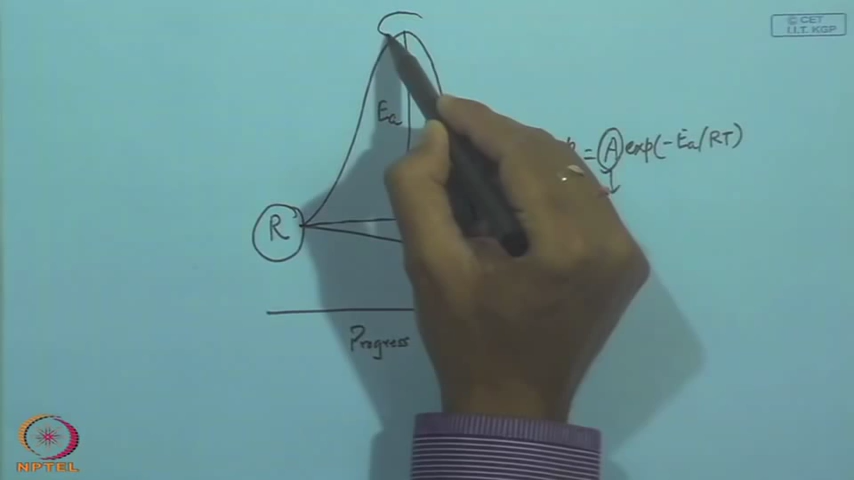 © CET
I.I.T. KGP
Ea
= A exp(-Ea/RT)
R
Progress
NPTEL